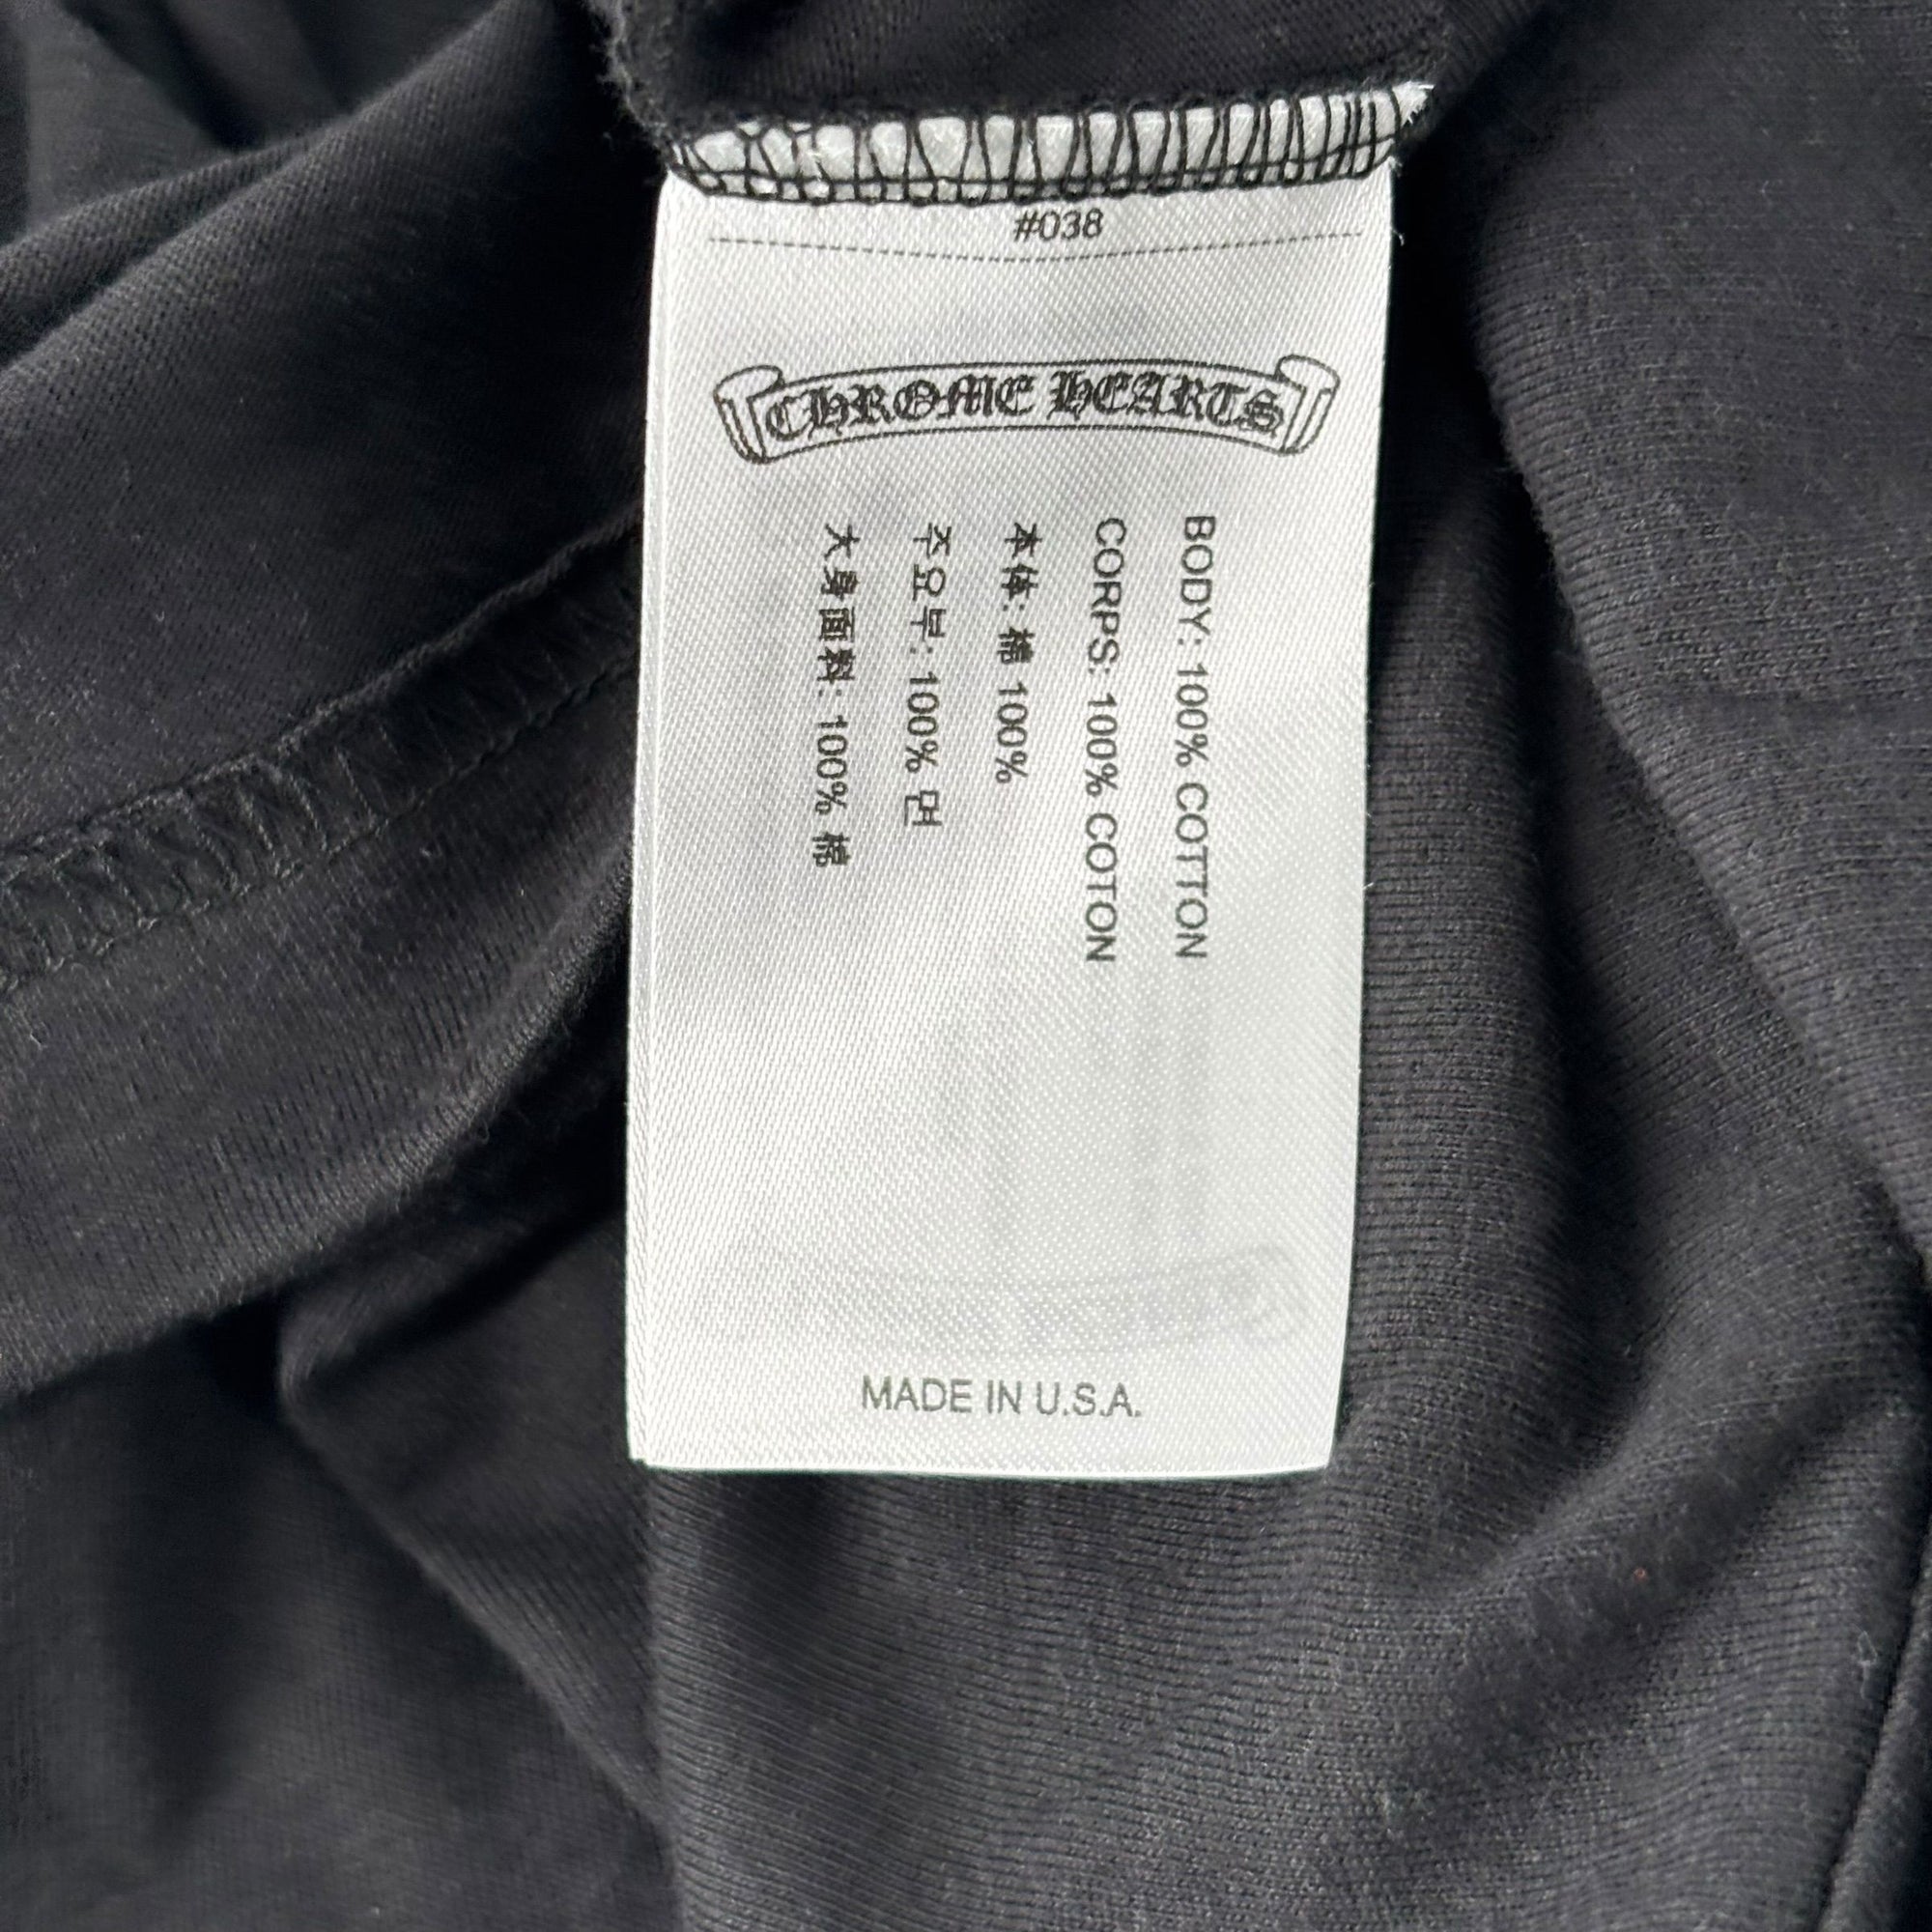 #038
CHROME HEARTS
BODY: 100% COTTON
CORPS: 100% COTON
本体: 棉 100%
주요부: 100% 면
大身面料: 100% 棉
MADE IN U.S.A.